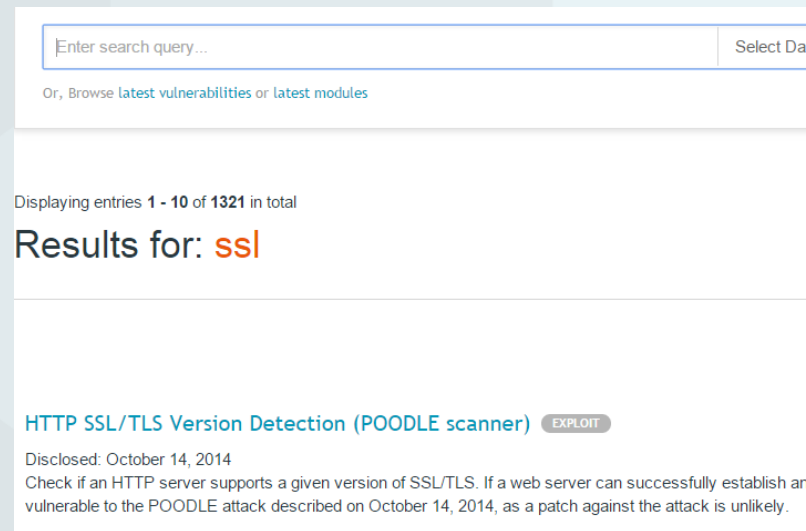 Enter search query...
Select Da
Or, Browse latest vulnerabilities or latest modules
Displaying entries 1 - 10 of 1321 in total
Results for: ssl
HTTP SSL/TLS Version Detection (POODLE scanner) EXPLOIT
Disclosed: October 14, 2014
Check if an HTTP server supports a given version of SSL/TLS. If a web server can successfully establish an
vulnerable to the POODLE attack described on October 14, 2014, as a patch against the attack is unlikely.